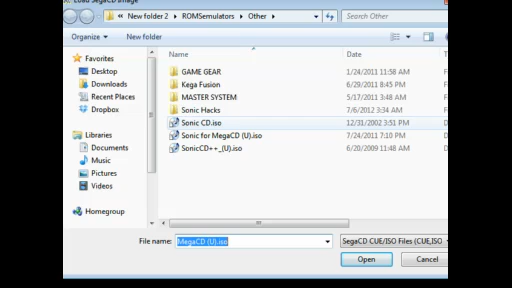 Load SegaCD Image
« New folder 2 ▸ ROMSemulators ▸ Other ▸
Search Other
Organize ▾ New folder
Name Date
Favorites
Desktop
Downloads
Recent Places
Dropbox
Libraries
Documents
Music
Pictures
Videos
Homegroup
GAME GEAR 1/24/2011 11:58 AM F
Kega Fusion 6/29/2011 8:45 PM F
MASTER SYSTEM 5/17/2011 3:48 AM F
Sonic Hacks 7/6/2012 3:34 AM F
Sonic CD.iso 12/31/2002 3:51 PM
Sonic for MegaCD (U).iso 7/24/2011 7:10 PM
SonicCD++_(U).iso 6/20/2009 11:48 AM
File name: MegaCD (U).iso
SegaCD CUE/ISO Files (CUE,ISO
Open Cancel